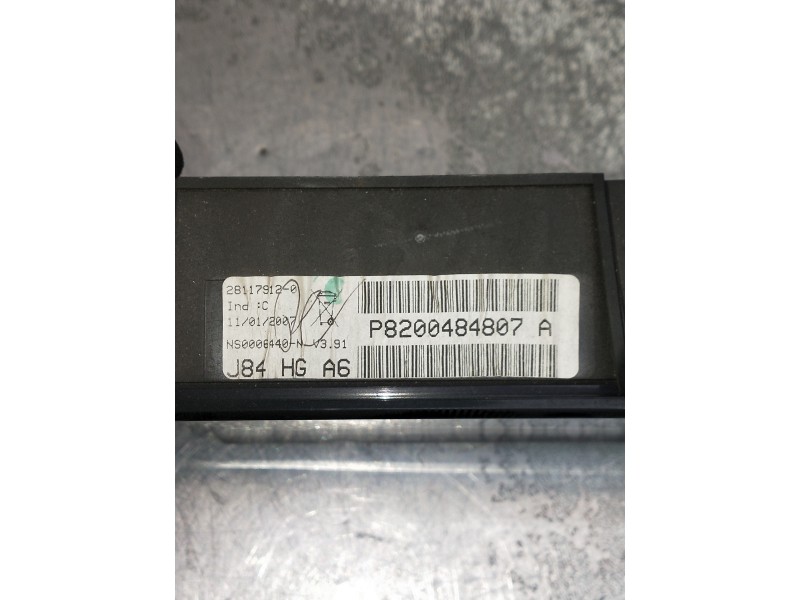 28117912-0
Ind :C
11/01/2007
NS0006440-N V3.91
J84 HG A6
P8200484807 A